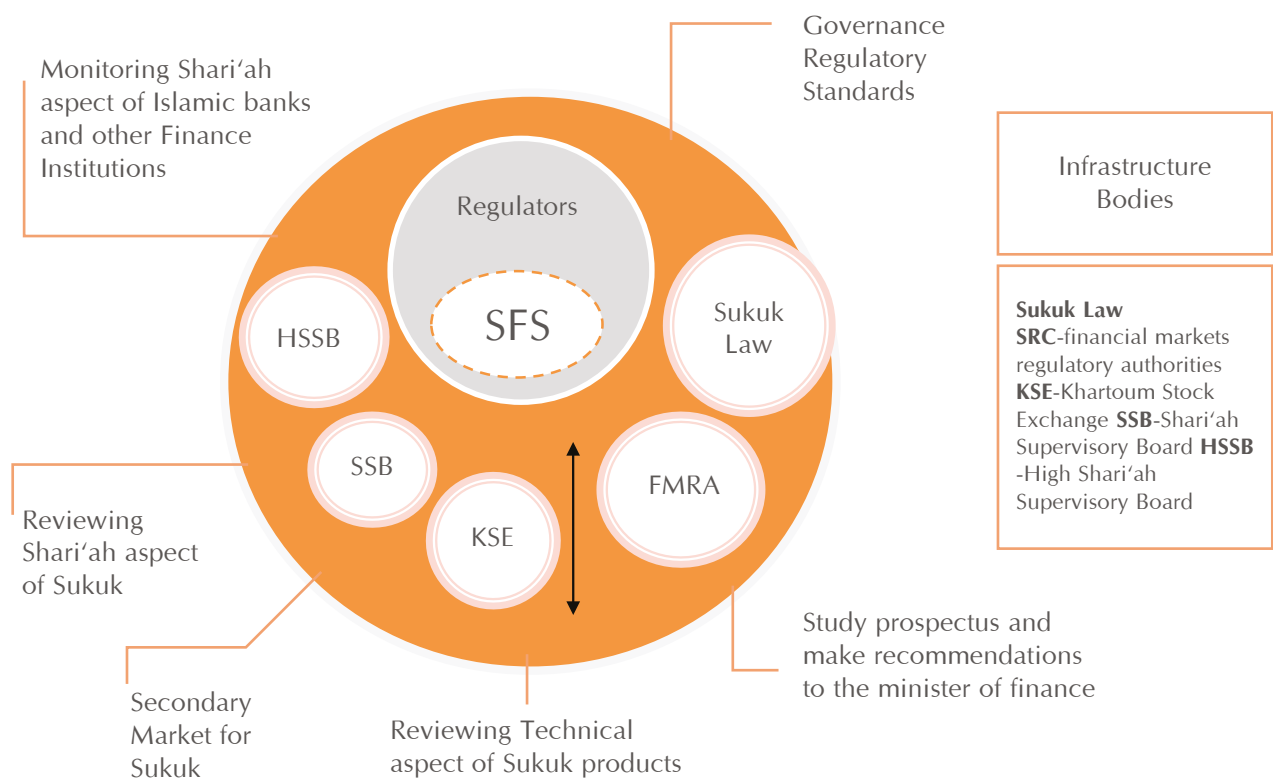 Governance
Regulatory
Standards
Monitoring Shari‘ah
aspect of Islamic banks
and other Finance
Institutions
Infrastructure
Bodies
Regulators
SFS
HSSB
Sukuk
Law
SSB
FMRA
KSE
Sukuk Law
SRC-financial markets
regulatory authorities
KSE-Khartoum Stock
Exchange SSB-Shari‘ah
Supervisory Board HSSB
-High Shari‘ah
Supervisory Board
Reviewing
Shari‘ah aspect
of Sukuk
Study prospectus and
make recommendations
to the minister of finance
Secondary
Market for
Sukuk
Reviewing Technical
aspect of Sukuk products